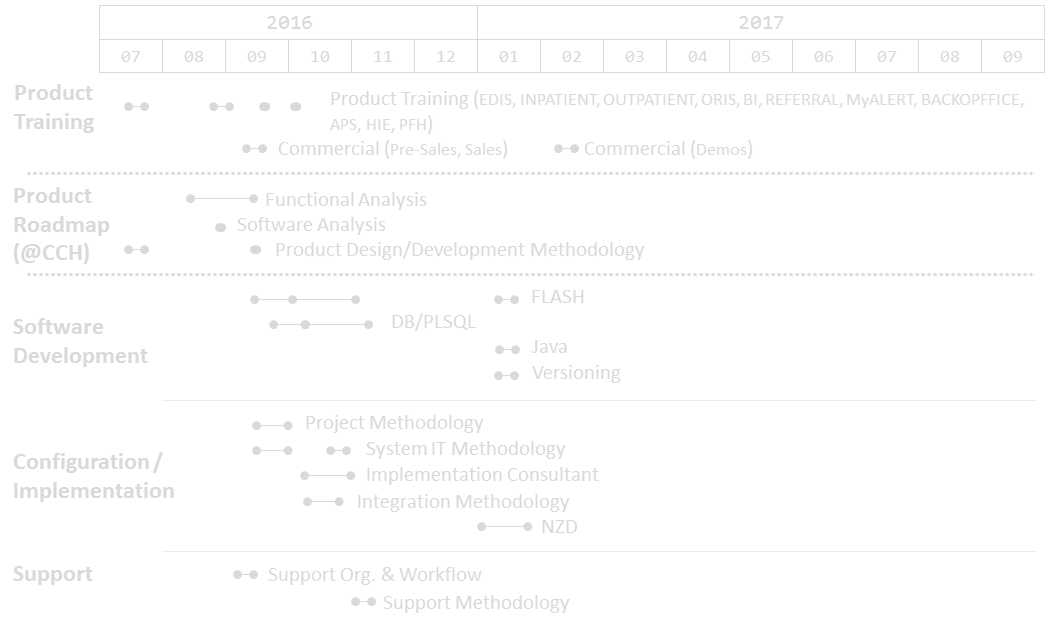 2016 2017
07 08 09 10 11 12 01 02 03 04 05 06 07 08 09
Product
Training
Product Training (EDIS, INPATIENT, OUTPATIENT, ORIS, BI, REFERRAL, MyALERT, BACKOPFFICE,
APS, HIE, PFH)
Commercial (Pre-Sales, Sales) Commercial (Demos)
Product
Roadmap
(@CCH)
Functional Analysis
Software Analysis
Product Design/Development Methodology
Software
Development
FLASH
DB/PLSQL
Java
Versioning
Configuration /
Implementation
Project Methodology
System IT Methodology
Implementation Consultant
Integration Methodology
NZD
Support
Support Org. & Workflow
Support Methodology